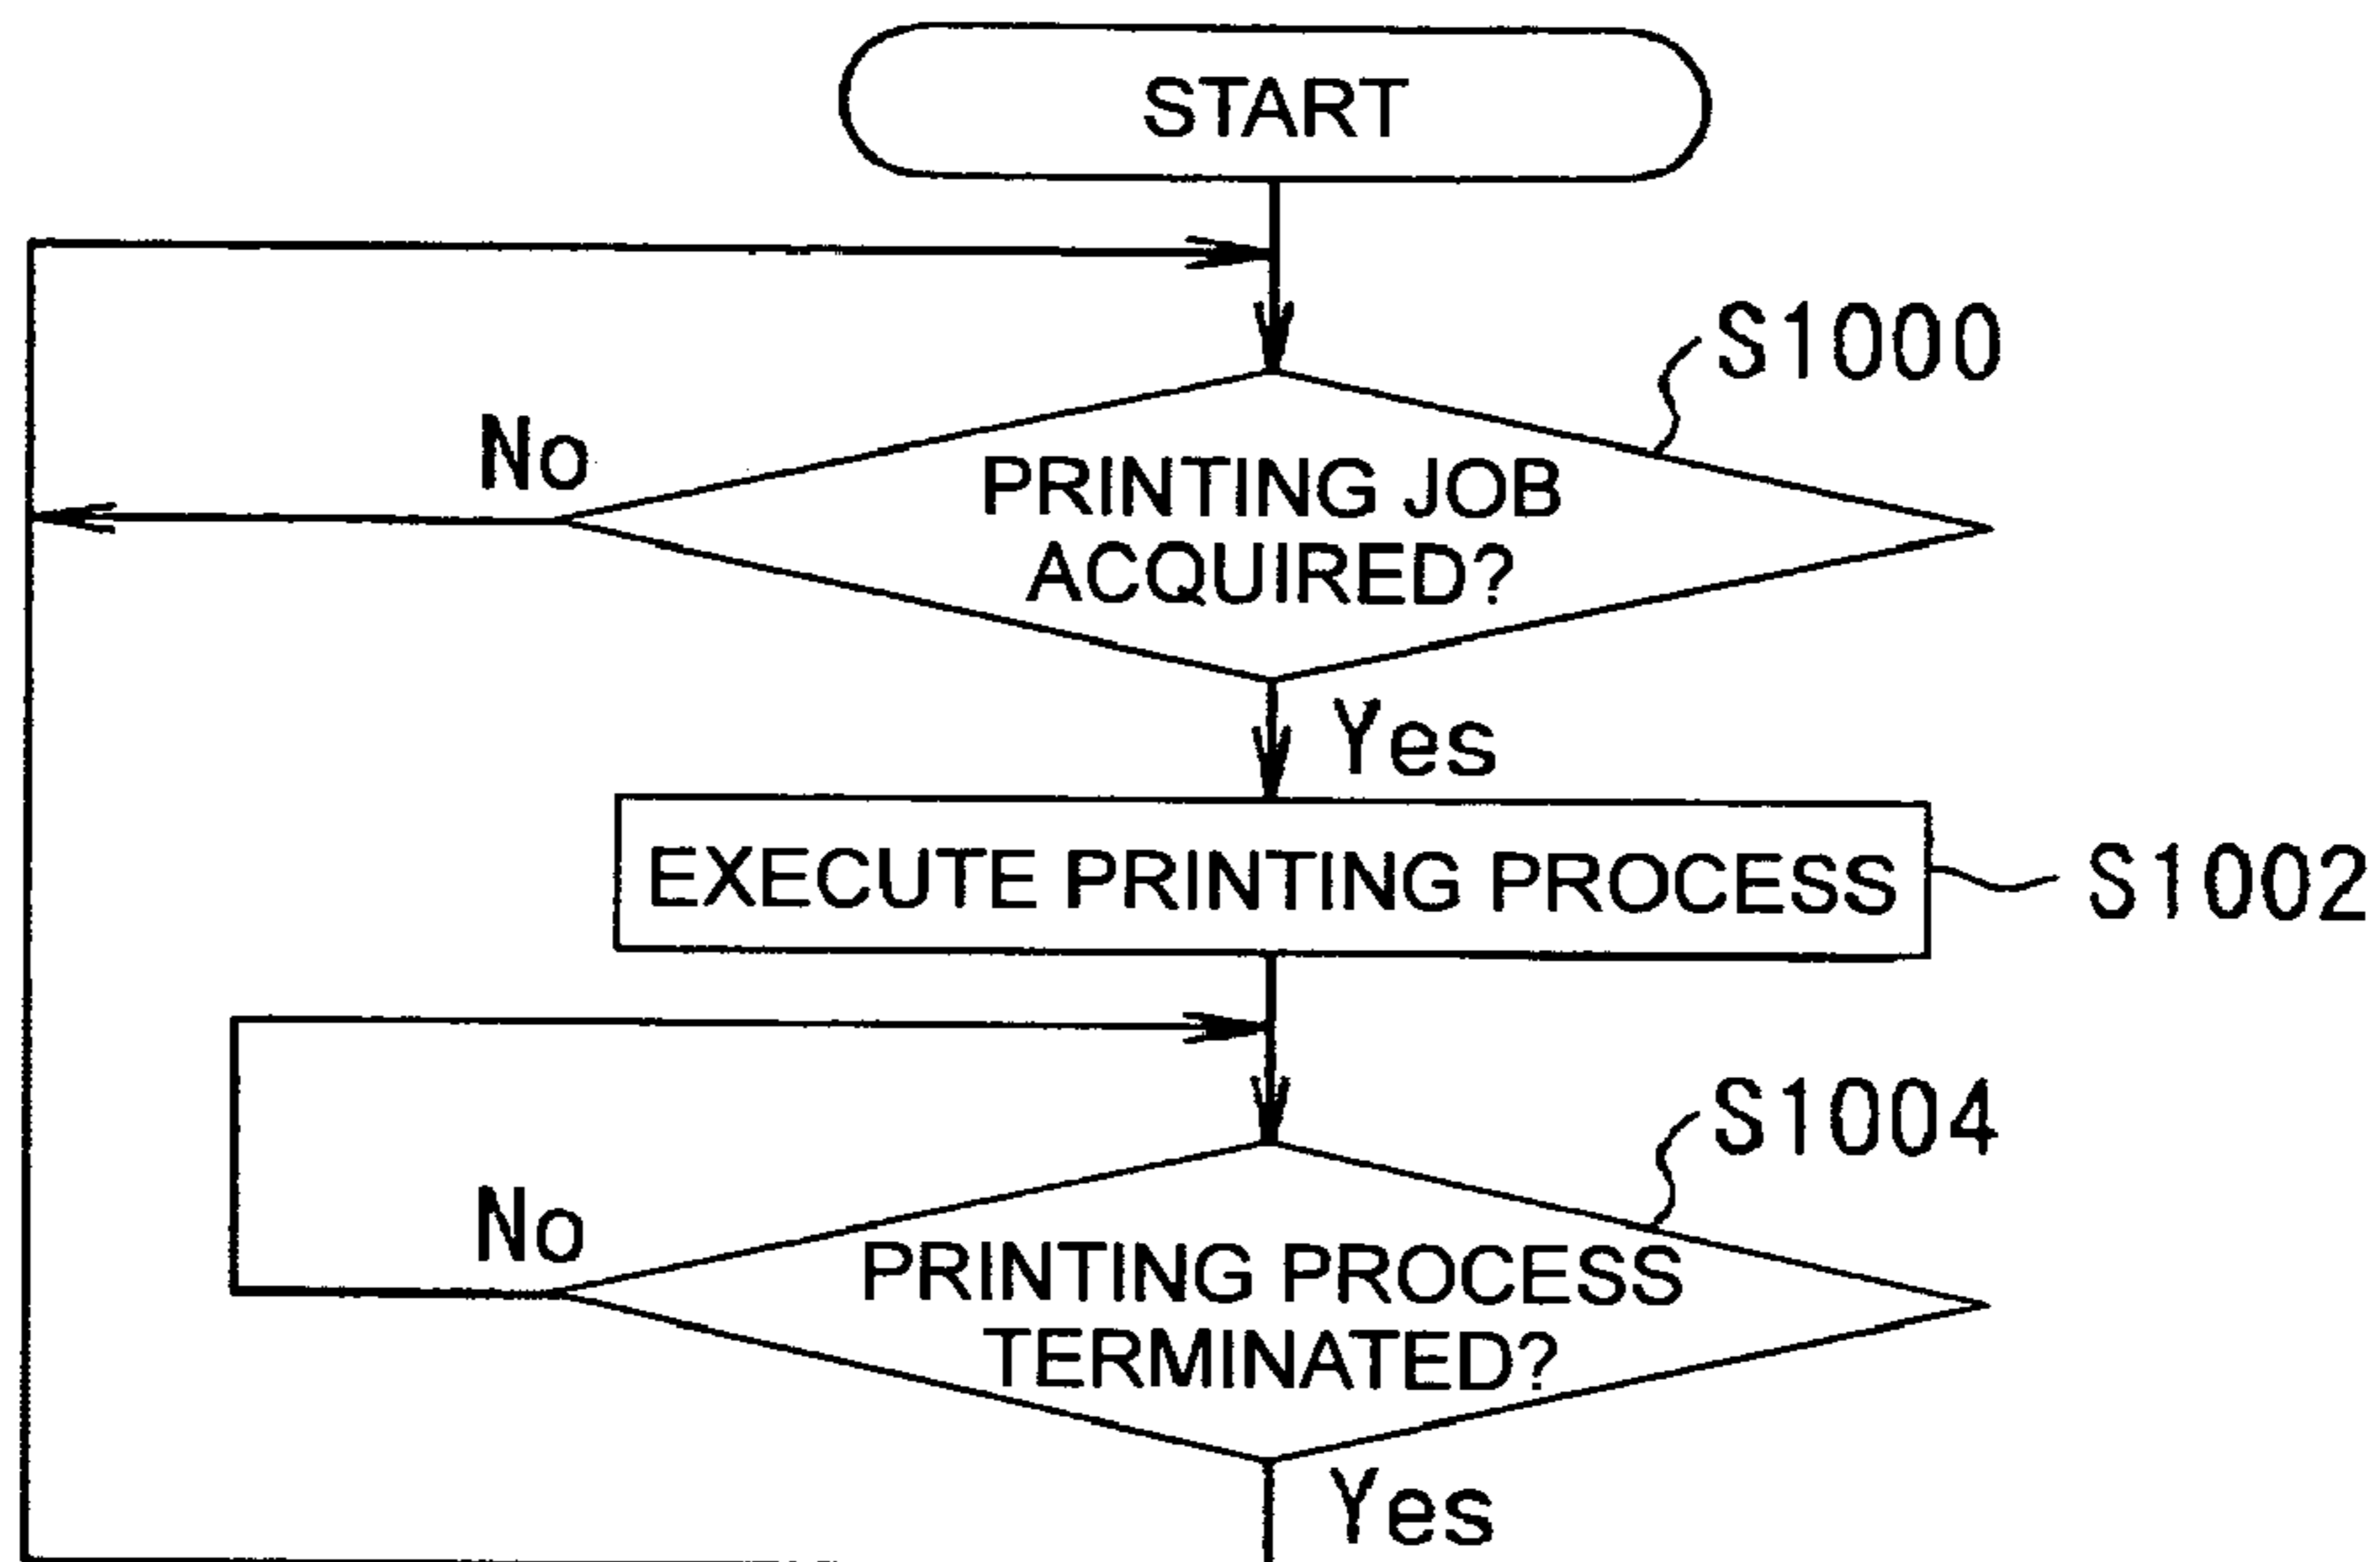 START
S1000
No
PRINTING JOB
ACQUIRED?
Yes
EXECUTE PRINTING PROCESS
S1002
S1004
No
PRINTING PROCESS
TERMINATED?
Yes